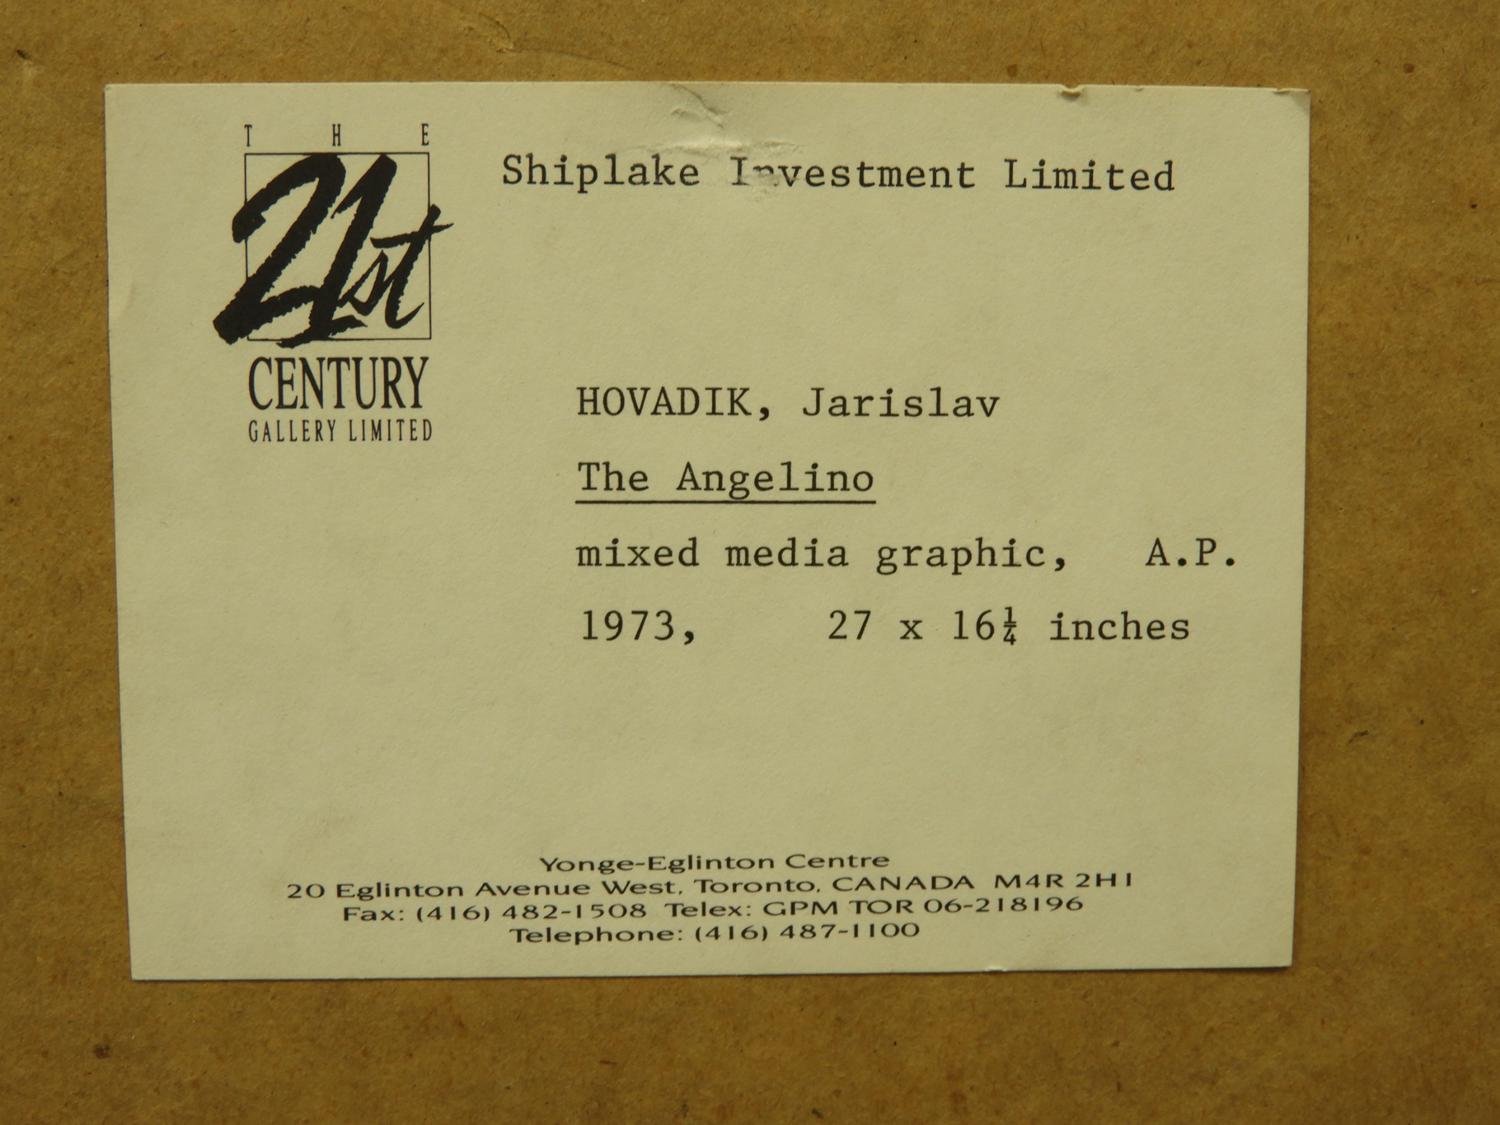 THE
21st
CENTURY
GALLERY LIMITED
Shiplake Investment Limited
HOVADIK, Jarislav
The Angelino
mixed media graphic, A.P.
1973, 27 x 16¼ inches
Yonge-Eglinton Centre
20 Eglinton Avenue West, Toronto, CANADA M4R 2H1
Fax: (416) 482-1508 Telex: GPM TOR 06-218196
Telephone: (416) 487-1100